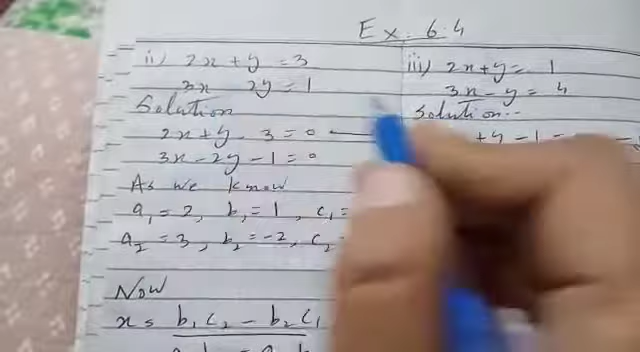 Ex. 6.4
ii) 2x + y = 3
3x 2y = 1
Solution
2x + y - 3 = 0
3x - 2y - 1 = 0
As we know
a₁ = 2, b₁ = 1, c₁ =
a₂ = 3, b₂ = -2, c₂ =
Now
x = b₁c₂ - b₂c₁
iii) 2x + y = 1
3x - y = 4
Solution:-
+ y - 1 =